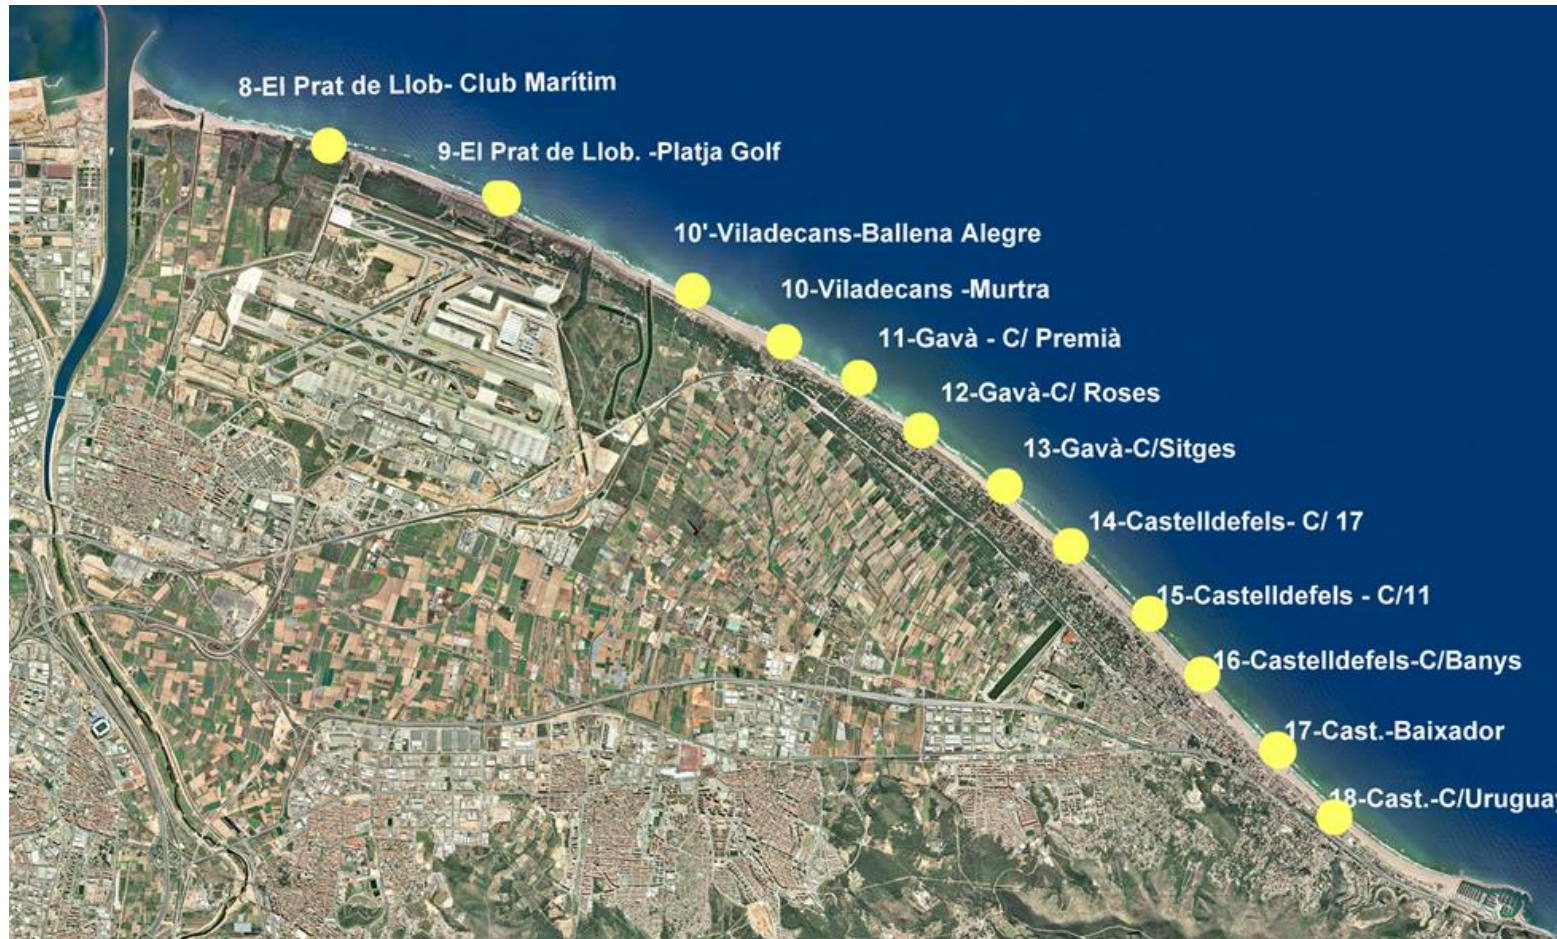 8-El Prat de Llob- Club Marítim
9-El Prat de Llob. -Platja Golf
10'-Viladecans-Ballena Alegre
10-Viladecans -Murtra
11-Gavà - C/ Premià
12-Gavà-C/ Roses
13-Gavà-C/Sitges
14-Castelldefels- C/ 17
15-Castelldefels - C/11
16-Castelldefels-C/Banys
17-Cast.-Baixador
18-Cast.-C/Uruguay